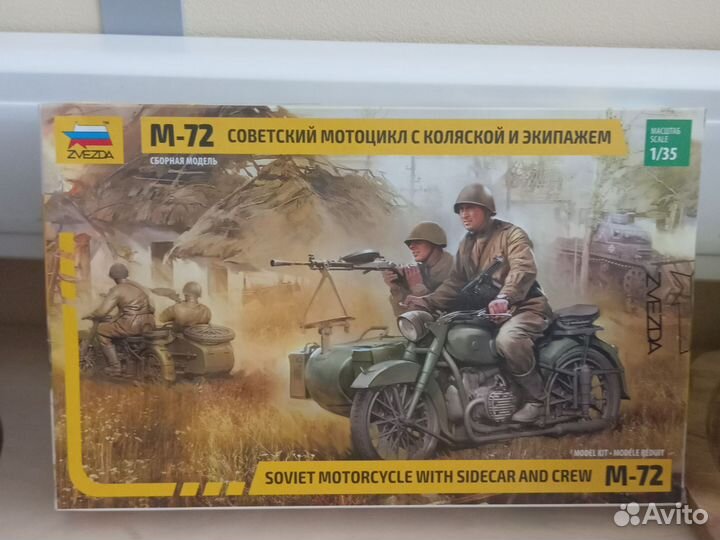 ZVEZDA
М-72 СОВЕТСКИЙ МОТОЦИКЛ С КОЛЯСКОЙ И ЭКИПАЖЕМ
СБОРНАЯ МОДЕЛЬ
МАСШТАБ
SCALE
1/35
ZVEZDA
MODEL KIT - MODÈLE RÉDUIT
SOVIET MOTORCYCLE WITH SIDECAR AND CREW M-72
Avito